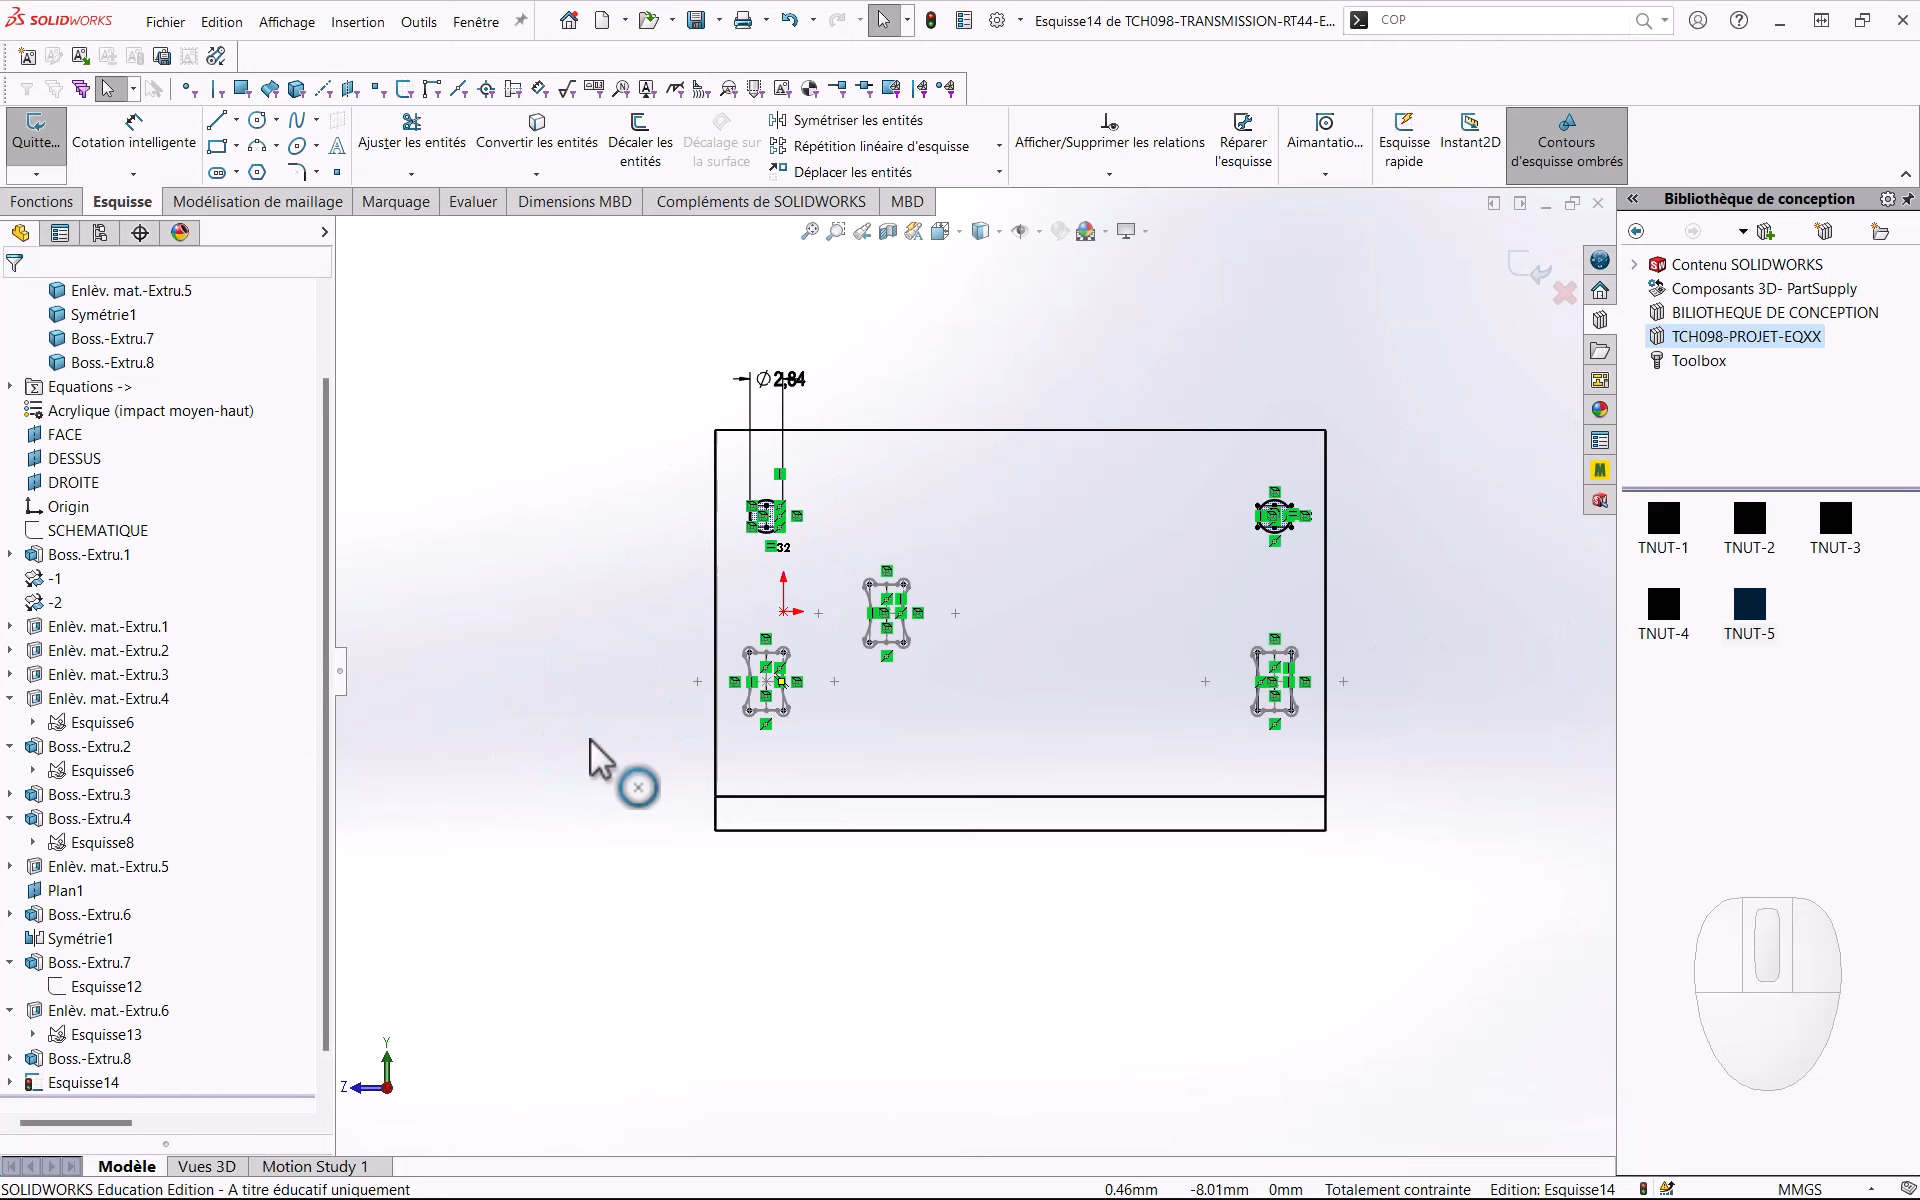 SOLIDWORKS
Fichier
Edition
Affichage
Insertion
Outils
Fenêtre
Esquisse14 de TCH098-TRANSMISSION-RT44-E...
COP
Quitte...
Cotation intelligente
Ajuster les entités
Convertir les entités
Décaler les
entités
Décalage sur
la surface
Symétriser les entités
Répétition linéaire d'esquisse
Déplacer les entités
Afficher/Supprimer les relations
Réparer
l'esquisse
Aimantatio...
Esquisse
rapide
Instant2D
Contours
d'esquisse ombrés
Fonctions
Esquisse
Modélisation de maillage
Marquage
Evaluer
Dimensions MBD
Compléments de SOLIDWORKS
MBD
Bibliothèque de conception
Contenu SOLIDWORKS
Composants 3D- PartSupply
BILIOTHEQUE DE CONCEPTION
TCH098-PROJET-EQXX
Toolbox
TNUT-1
TNUT-2
TNUT-3
TNUT-4
TNUT-5
Enlèv. mat.-Extru.5
Symétrie1
Boss.-Extru.7
Boss.-Extru.8
Equations ->
Acrylique (impact moyen-haut)
FACE
DESSUS
DROITE
Origin
SCHEMATIQUE
Boss.-Extru.1
-1
-2
Enlèv. mat.-Extru.1
Enlèv. mat.-Extru.2
Enlèv. mat.-Extru.3
Enlèv. mat.-Extru.4
Esquisse6
Boss.-Extru.2
Esquisse6
Boss.-Extru.3
Boss.-Extru.4
Esquisse8
Enlèv. mat.-Extru.5
Plan1
Boss.-Extru.6
Symétrie1
Boss.-Extru.7
Esquisse12
Enlèv. mat.-Extru.6
Esquisse13
Boss.-Extru.8
Esquisse14
∅2,84
32
Y
Z
Modèle
Vues 3D
Motion Study 1
SOLIDWORKS Education Edition - A titre éducatif uniquement
0.46mm
-8.01mm
0mm
Totalement contrainte
Edition: Esquisse14
MMGS